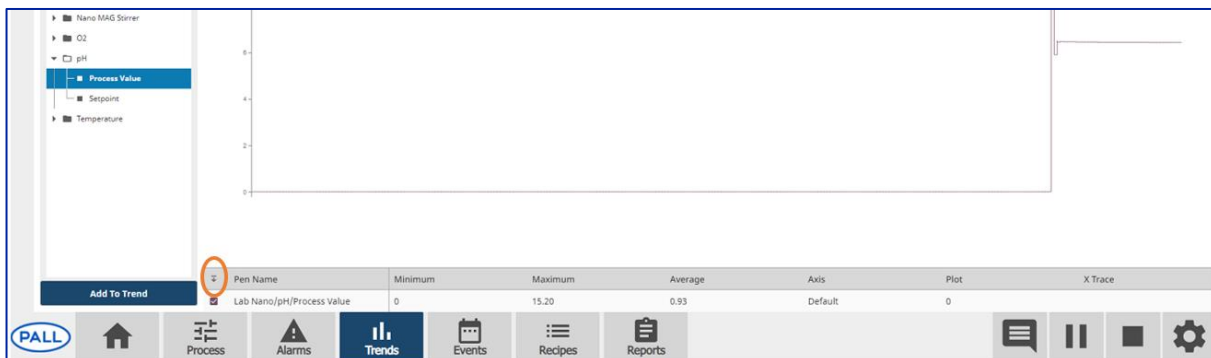 Nano MAG Stirrer
O2
pH
Process Value
Setpoint
Temperature
Add To Trend
6
4
2
0
Pen Name Minimum Maximum Average Axis Plot X Trace
Lab Nano/pH/Process Value 0 15.20 0.93 Default 0
PALL
Process Alarms Trends Events Recipes Reports